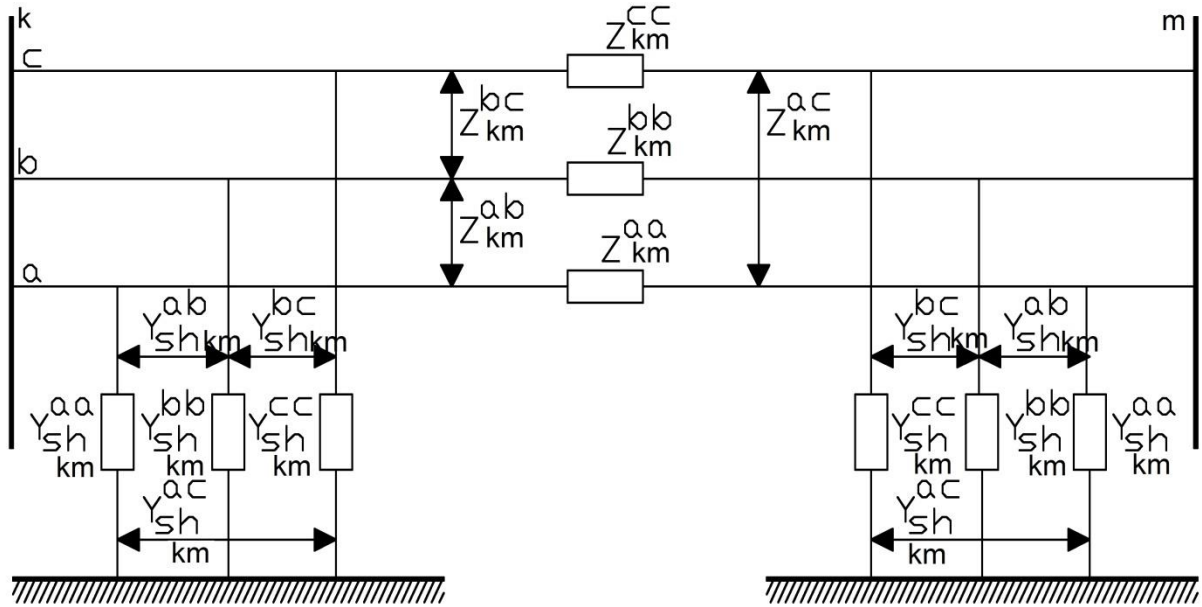 k
m
c
Z km cc
Z km bc
Z km ac
b
Z km bb
Z km ab
a
Z km aa
Y sh km ab
Y sh km bc
Y sh km bc
Y sh km ab
Y sh km aa
Y sh km bb
Y sh km cc
Y sh km cc
Y sh km bb
Y sh km aa
Y sh km ac
Y sh km ac